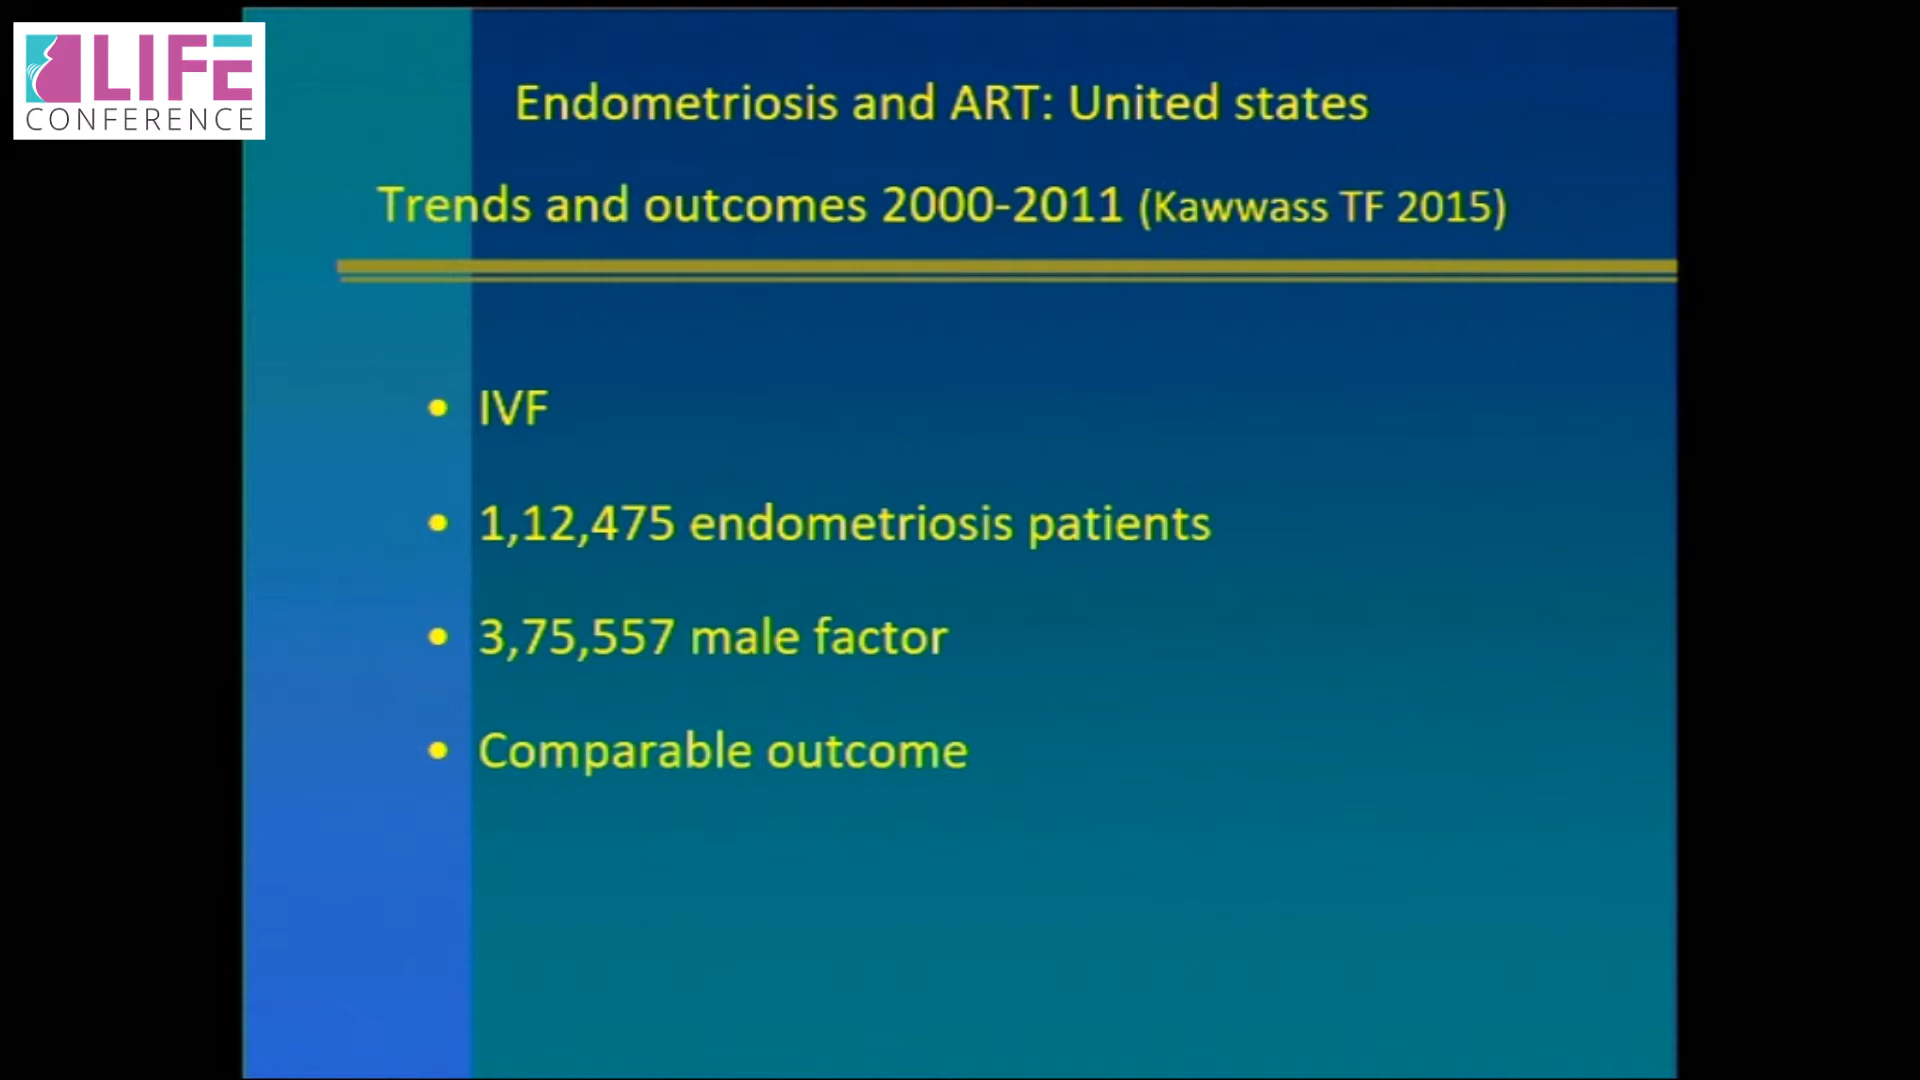 LIFE
CONFERENCE
Endometriosis and ART: United states
Trends and outcomes 2000-2011 (Kawwass TF 2015)
• IVF
• 1,12,475 endometriosis patients
• 3,75,557 male factor
• Comparable outcome